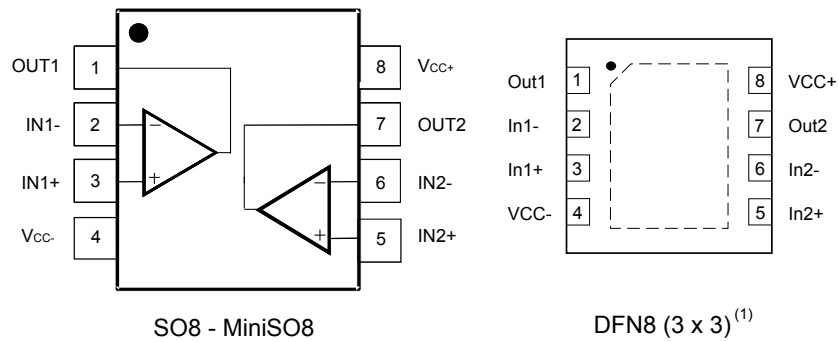 OUT1 1
IN1- 2 −
IN1+ 3 +
VCC- 4
8 VCC+
7 OUT2
− 6 IN2-
+ 5 IN2+
SO8 - MiniSO8
Out1 1
In1- 2
In1+ 3
VCC- 4
8 VCC+
7 Out2
6 In2-
5 In2+
DFN8 (3 x 3) (1)